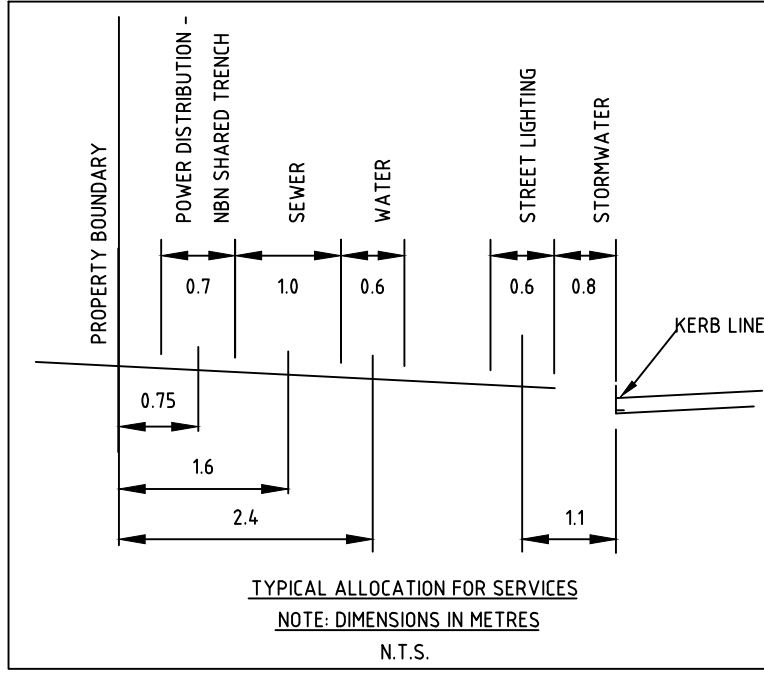 PROPERTY BOUNDARY
POWER DISTRIBUTION -
NBN SHARED TRENCH
SEWER
WATER
STREET LIGHTING
STORMWATER
0.7
1.0
0.6
0.6
0.8
KERB LINE
0.75
1.6
2.4
1.1
TYPICAL ALLOCATION FOR SERVICES
NOTE: DIMENSIONS IN METRES
N.T.S.